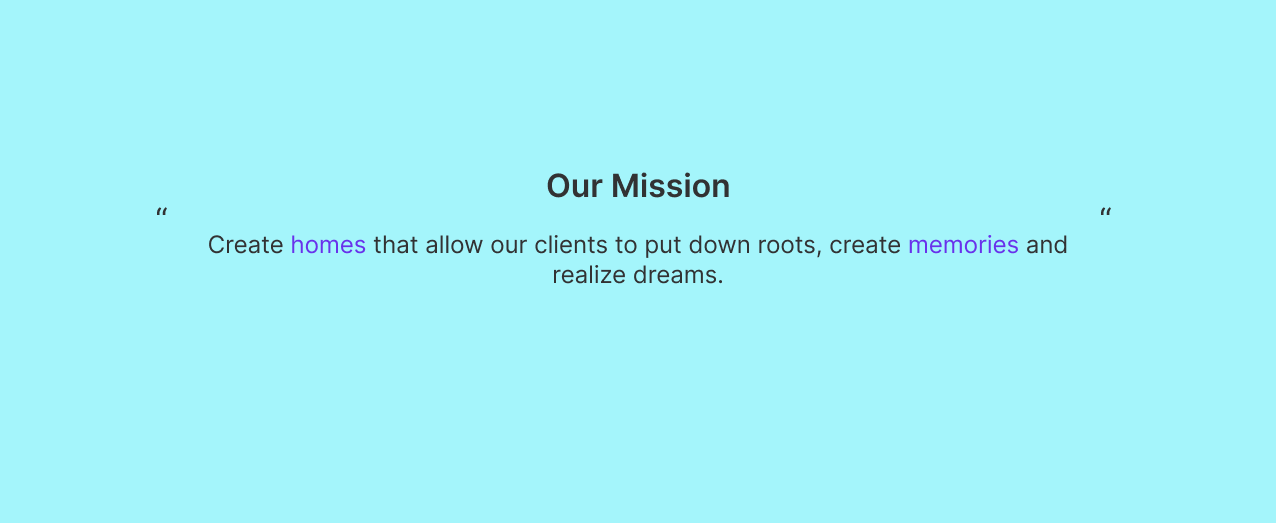 Our Mission
“ “
Create homes that allow our clients to put down roots, create memories and
realize dreams.